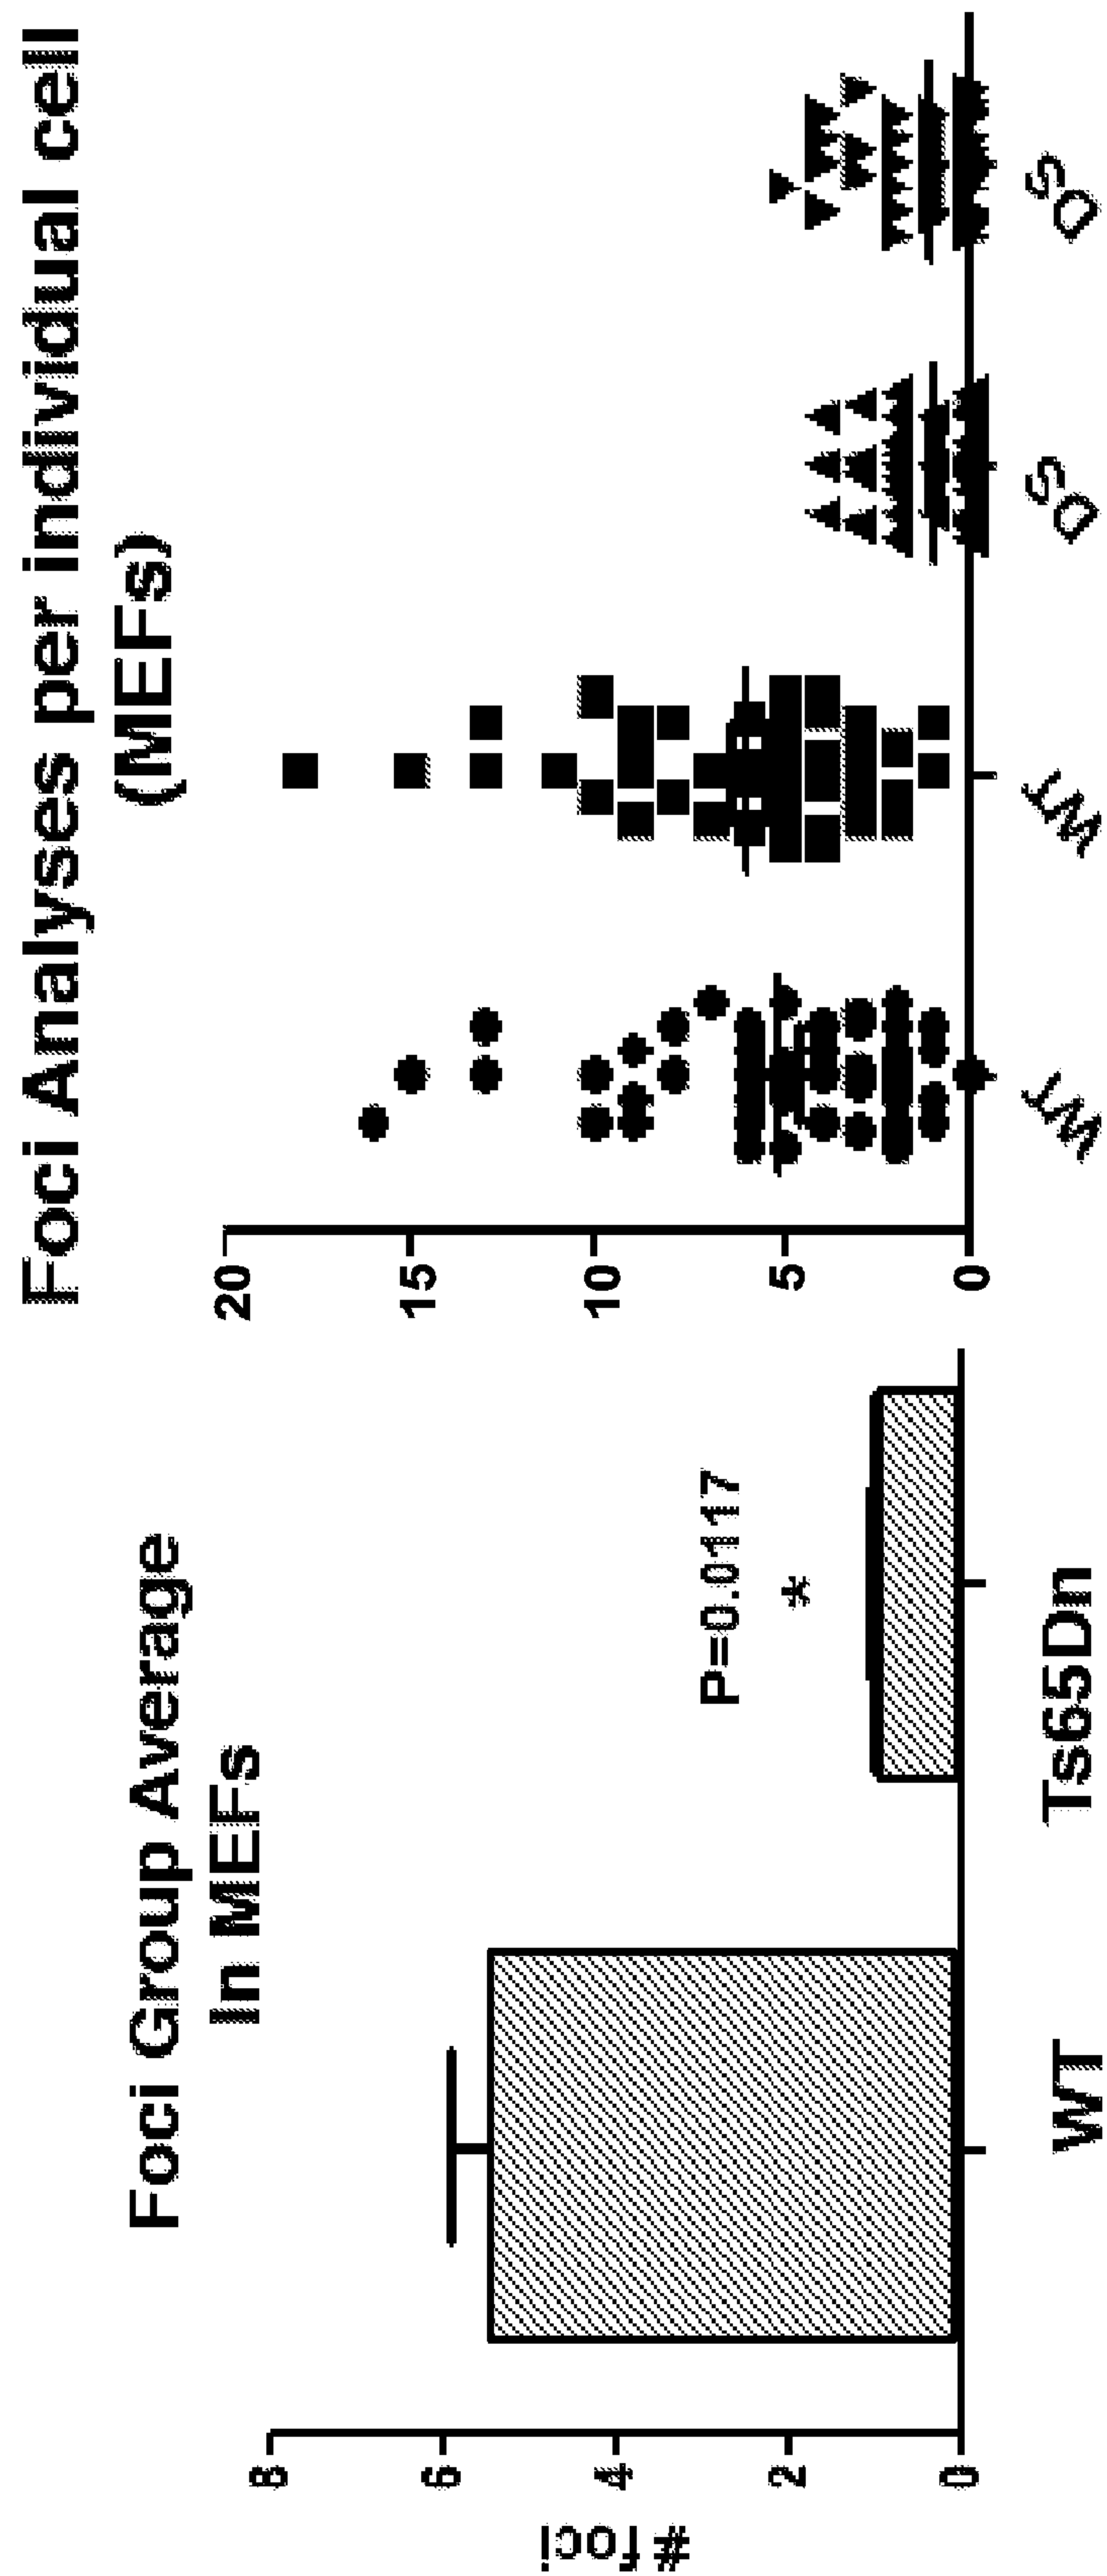 Foci Group Average
In MEFs
# foci
8
6
4
2
0
P=0.0117
*
WT
Ts65Dn
Foci Analyses per individual cell
(MEFs)
20
15
10
5
0
WT
WT
DS
DS